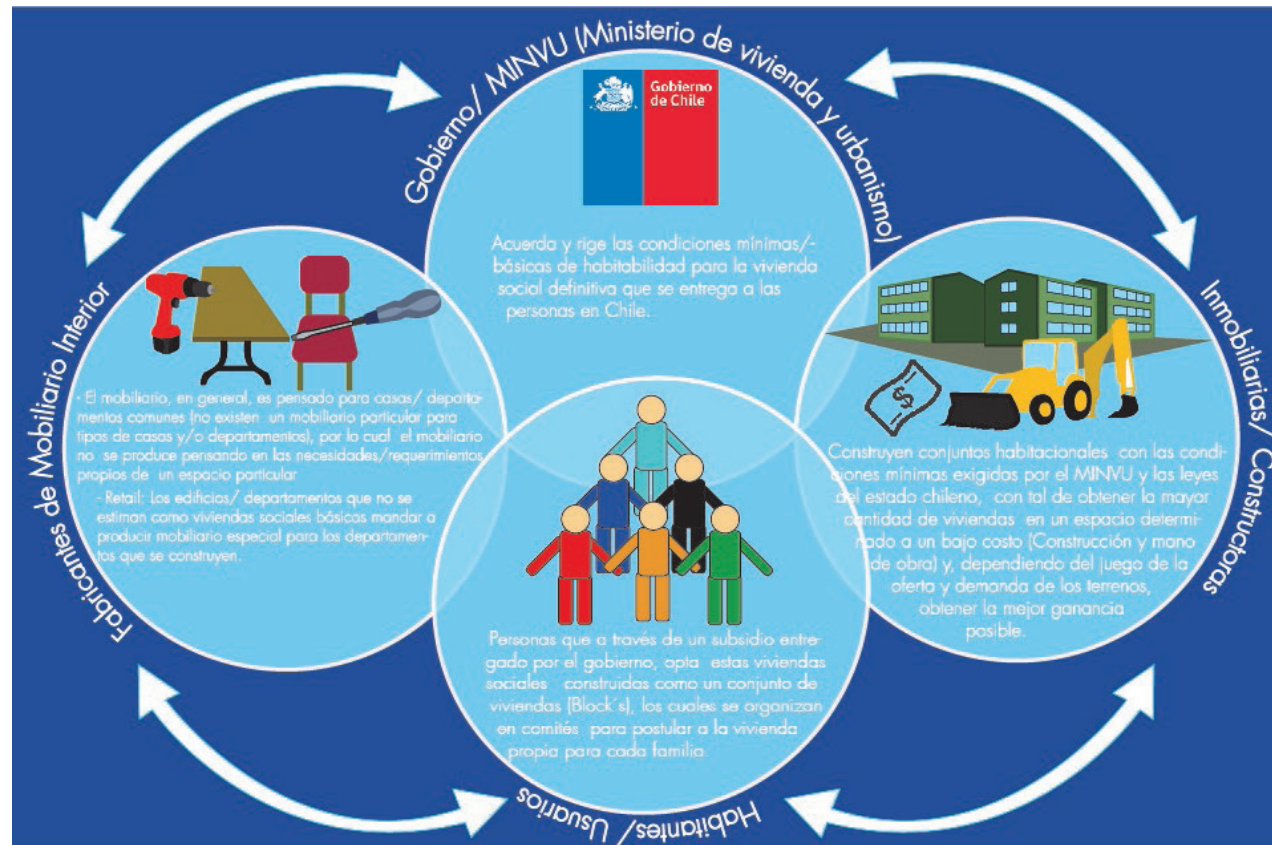 Gobierno/ MINVU (Ministerio de vivienda y urbanismo)
Gobierno
de Chile
Acuerda y rige las condiciones mínimas/-
básicas de habitabilidad para la vivienda
social definitiva que se entrega a las
personas en Chile.
Fabricantes de Mobiliario Interior
- El mobiliario, en general, es pensado para casas/ departa-
mentos comunes (no existen un mobiliario particular para
tipos de casas y/o departamentos), por lo cual el mobiliario
no se produce pensando en las necesidades/requerimientos
propios de un espacio particular
- Retail: Los edificios/ departamentos que no se
estiman como viviendas sociales básicas mandar a
producir mobiliario especial para los departamen-
tos que se construyen.
Inmobiliarias/ Constructoras
$
Construyen conjuntos habitacionales con las condi-
ciones mínimas exigidas por el MINVU y las leyes
del estado chileno, con tal de obtener la mayor
cantidad de viviendas en un espacio determi-
nado a un bajo costo (Construcción y mano
de obra) y, dependiendo del juego de la
oferta y demanda de los terrenos,
obtener la mejor ganancia
posible.
Personas que a través de un subsidio entre-
gado por el gobierno, opta estas viviendas
sociales construidas como un conjunto de
viviendas (Block´s), los cuales se organizan
en comités para postular a la vivienda
propia para cada familia.
Habitantes/ Usuarios